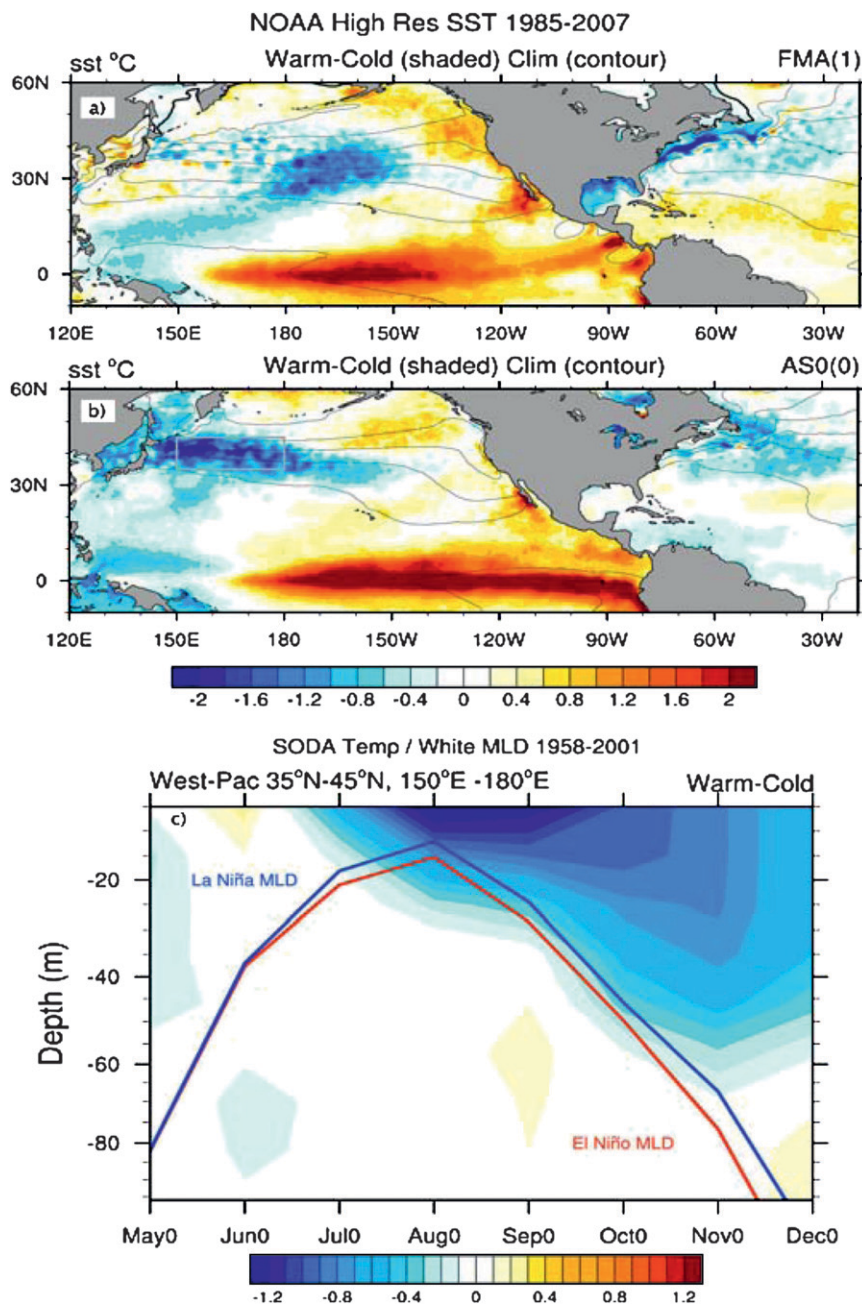 NOAA High Res SST 1985-2007
sst °C Warm-Cold (shaded) Clim (contour) FMA(1)
a)
60N
30N
0
120E 150E 180 150W 120W 90W 60W 30W
sst °C Warm-Cold (shaded) Clim (contour) AS0(0)
b)
60N
30N
0
120E 150E 180 150W 120W 90W 60W 30W
-2 -1.6 -1.2 -0.8 -0.4 0 0.4 0.8 1.2 1.6 2
SODA Temp / White MLD 1958-2001
West-Pac 35°N-45°N, 150°E -180°E Warm-Cold
c)
La Niña MLD
El Niño MLD
Depth (m)
-20
-40
-60
-80
May0 Jun0 Jul0 Aug0 Sep0 Oct0 Nov0 Dec0
-1.2 -0.8 -0.4 0 0.4 0.8 1.2